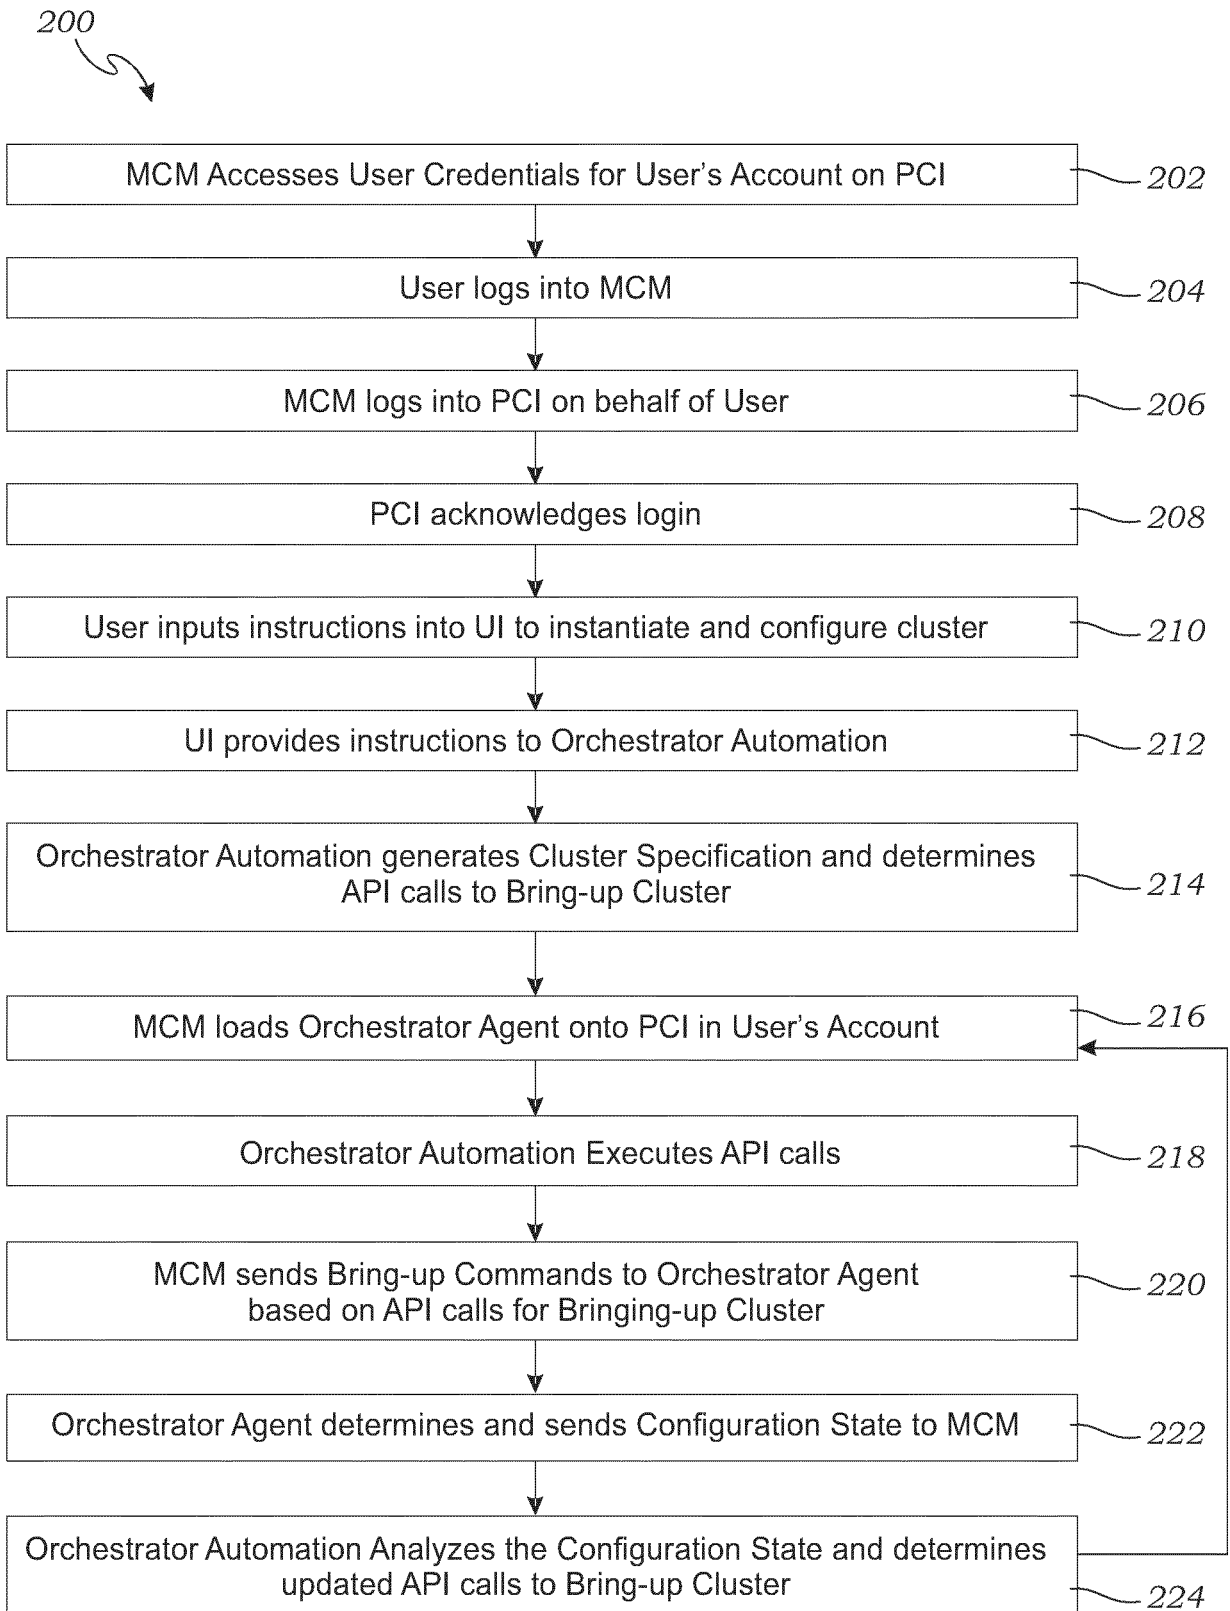 200
MCM Accesses User Credentials for User's Account on PCI
202
User logs into MCM
204
MCM logs into PCI on behalf of User
206
PCI acknowledges login
208
User inputs instructions into UI to instantiate and configure cluster
210
UI provides instructions to Orchestrator Automation
212
Orchestrator Automation generates Cluster Specification and determines
API calls to Bring-up Cluster
214
MCM loads Orchestrator Agent onto PCI in User's Account
216
Orchestrator Automation Executes API calls
218
MCM sends Bring-up Commands to Orchestrator Agent
based on API calls for Bringing-up Cluster
220
Orchestrator Agent determines and sends Configuration State to MCM
222
Orchestrator Automation Analyzes the Configuration State and determines
updated API calls to Bring-up Cluster
224